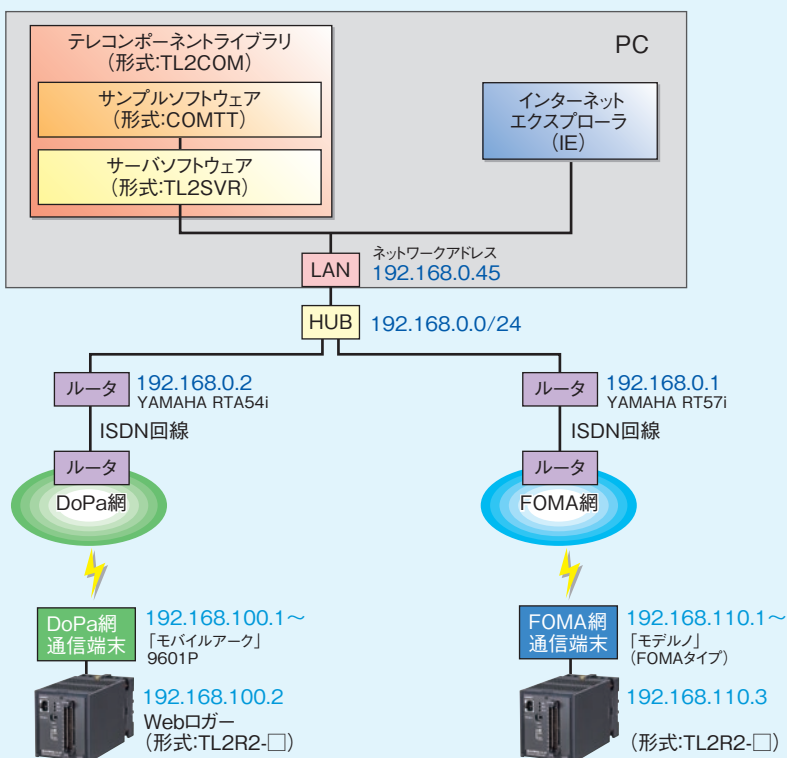 テレコンポーネントライブラリ
(形式:TL2COM)
サンプルソフトウェア
(形式:COMTT)
サーバソフトウェア
(形式:TL2SVR)
PC
インターネット
エクスプローラ
(IE)
LAN
ネットワークアドレス
192.168.0.45
HUB
192.168.0.0/24
ルータ
192.168.0.2
YAMAHA RTA54i
ISDN回線
ルータ
DoPa網
ルータ
192.168.0.1
YAMAHA RT57i
ISDN回線
ルータ
FOMA網
DoPa網
通信端末
192.168.100.1～
「モバイルアーク」
9601P
192.168.100.2
Webロガー
(形式:TL2R2-□)
FOMA網
通信端末
192.168.110.1～
「モデルノ」
(FOMAタイプ)
192.168.110.3
(形式:TL2R2-□)